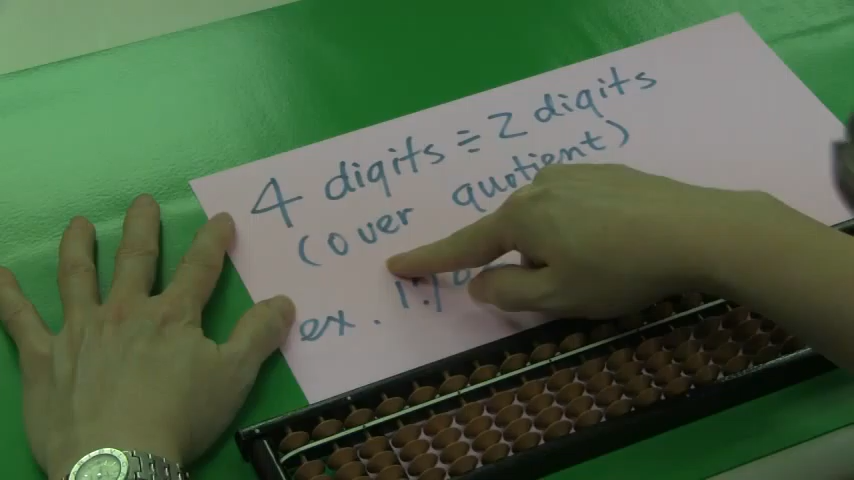 4 digits ÷ 2 digits
(over quotient)
ex.